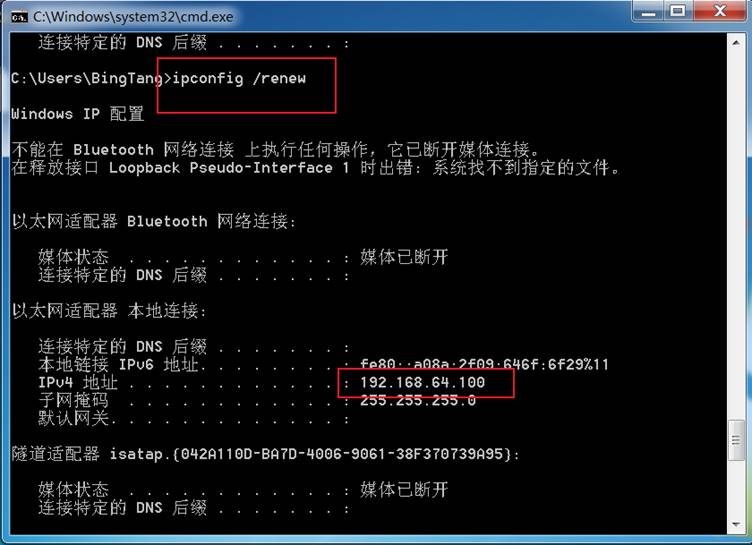 C:\Windows\system32\cmd.exe
连接特定的 DNS 后缀 . . . . . . . :
C:\Users\BingTang>ipconfig /renew
Windows IP 配置
不能在 Bluetooth 网络连接 上执行任何操作，它已断开媒体连接。
在释放接口 Loopback Pseudo-Interface 1 时出错: 系统找不到指定的文件。
以太网适配器 Bluetooth 网络连接:
媒体状态 . . . . . . . . . . . . : 媒体已断开
连接特定的 DNS 后缀 . . . . . . . :
以太网适配器 本地连接:
连接特定的 DNS 后缀 . . . . . . . :
本地链接 IPv6 地址. . . . . . . . : fe80::a08a:2f09:646f:6f29%11
IPv4 地址 . . . . . . . . . . . . : 192.168.64.100
子网掩码 . . . . . . . . . . . . : 255.255.255.0
默认网关. . . . . . . . . . . . . :
隧道适配器 isatap.{042A110D-BA7D-4006-9061-38F370739A95}:
媒体状态 . . . . . . . . . . . . : 媒体已断开
连接特定的 DNS 后缀 . . . . . . . :